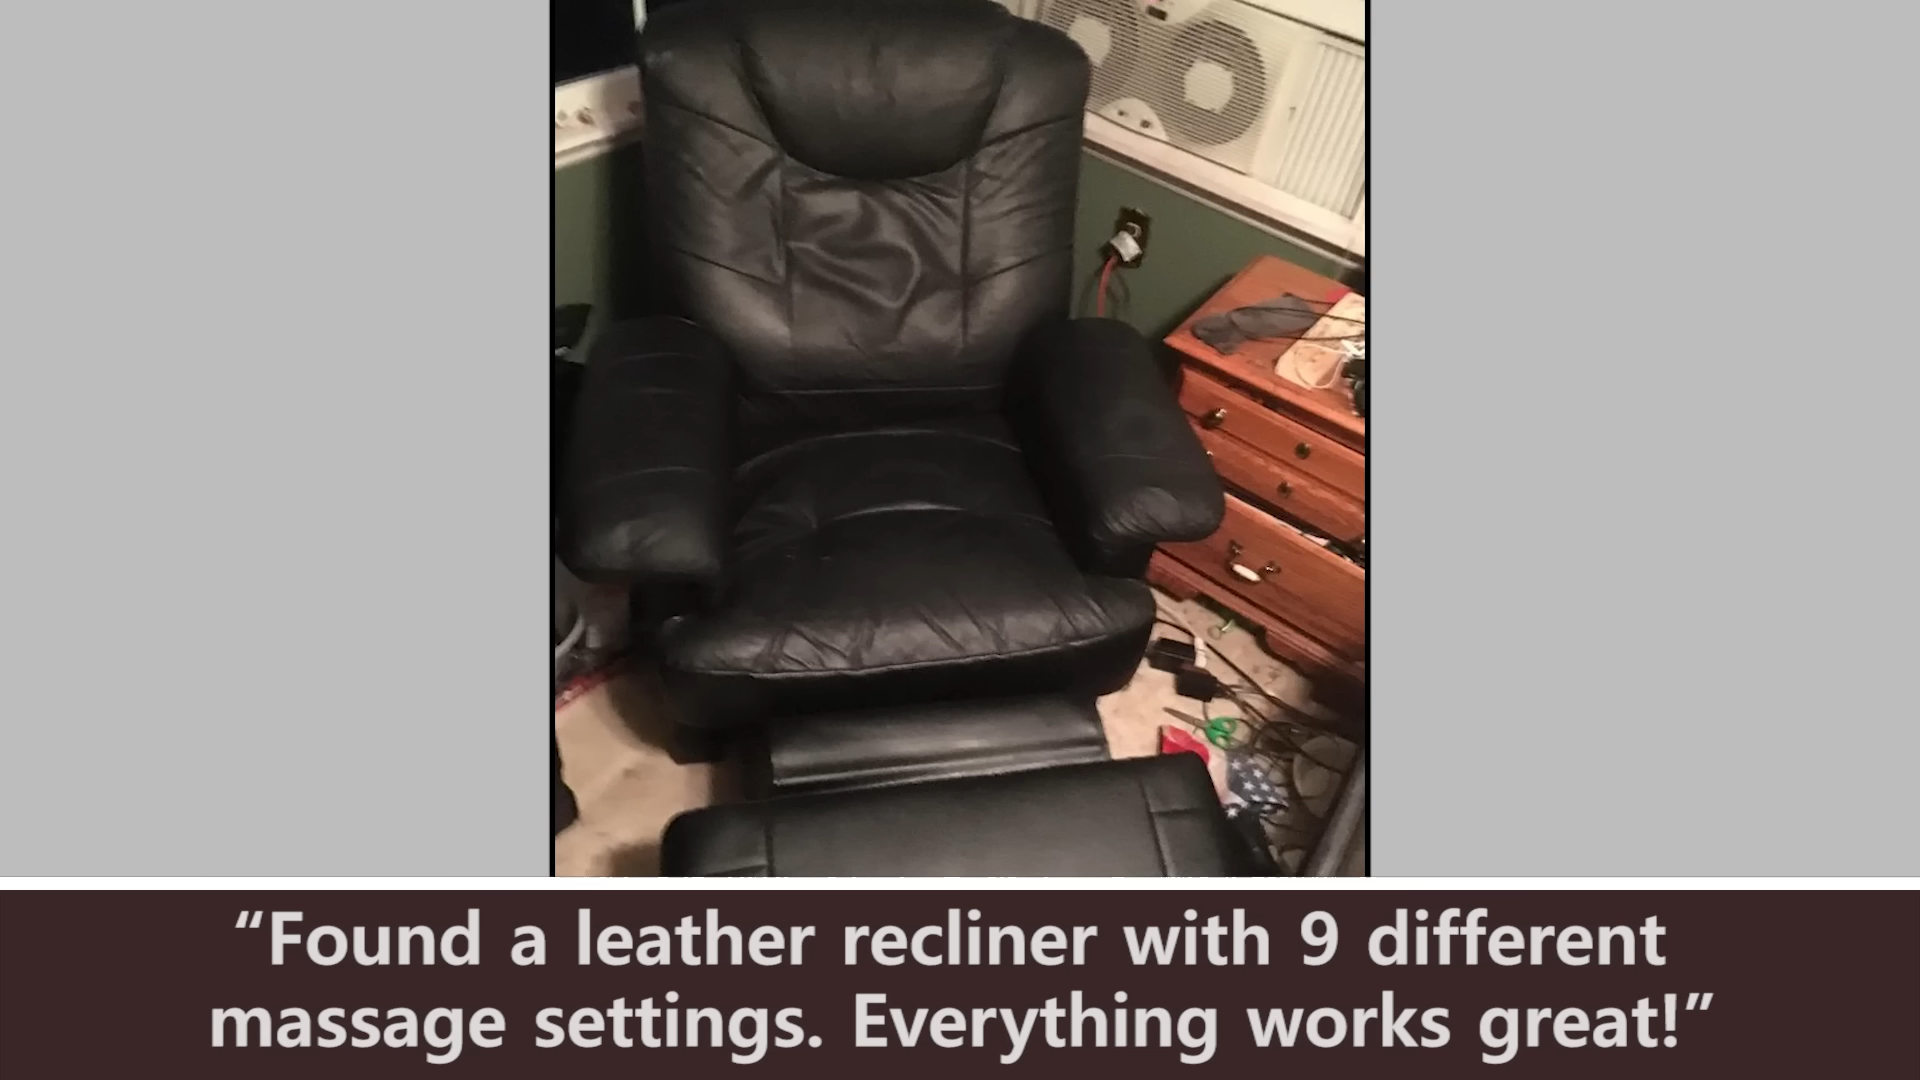 “Found a leather recliner with 9 different
massage settings. Everything works great!”